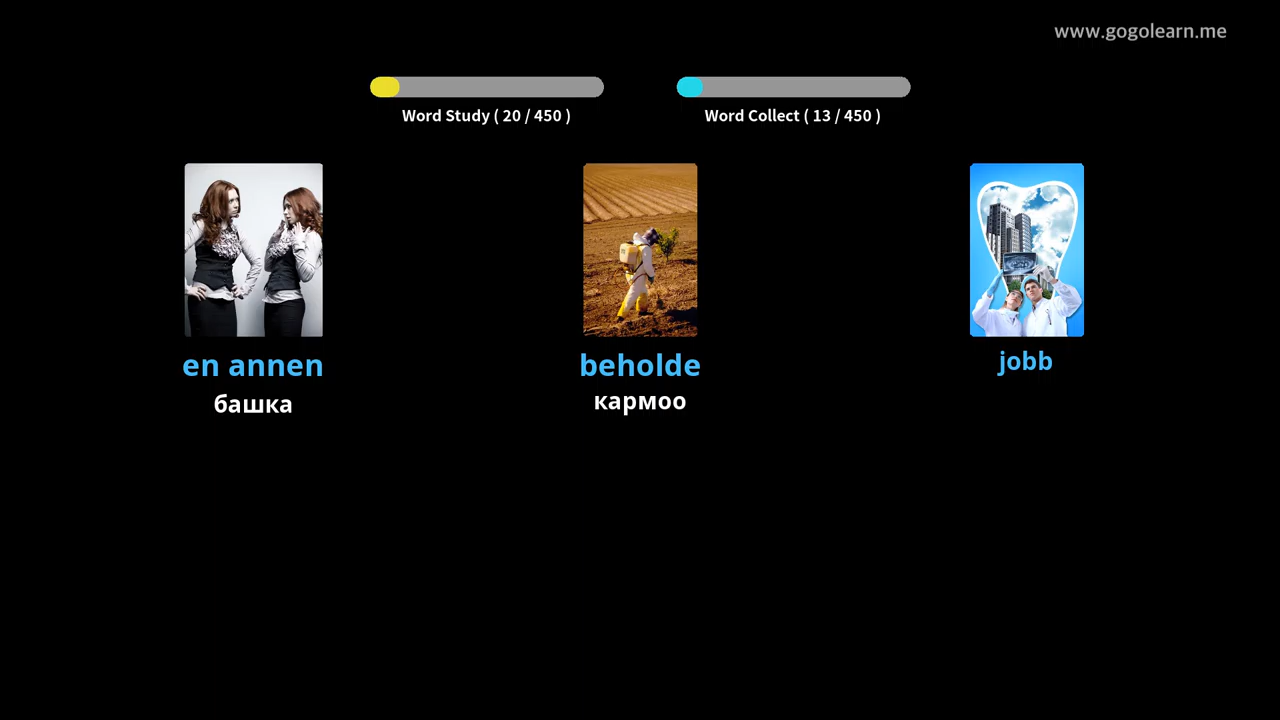 www.gogolearn.me
Word Study ( 20 / 450 )
Word Collect ( 13 / 450 )
en annen
башка
beholde
кармоо
jobb